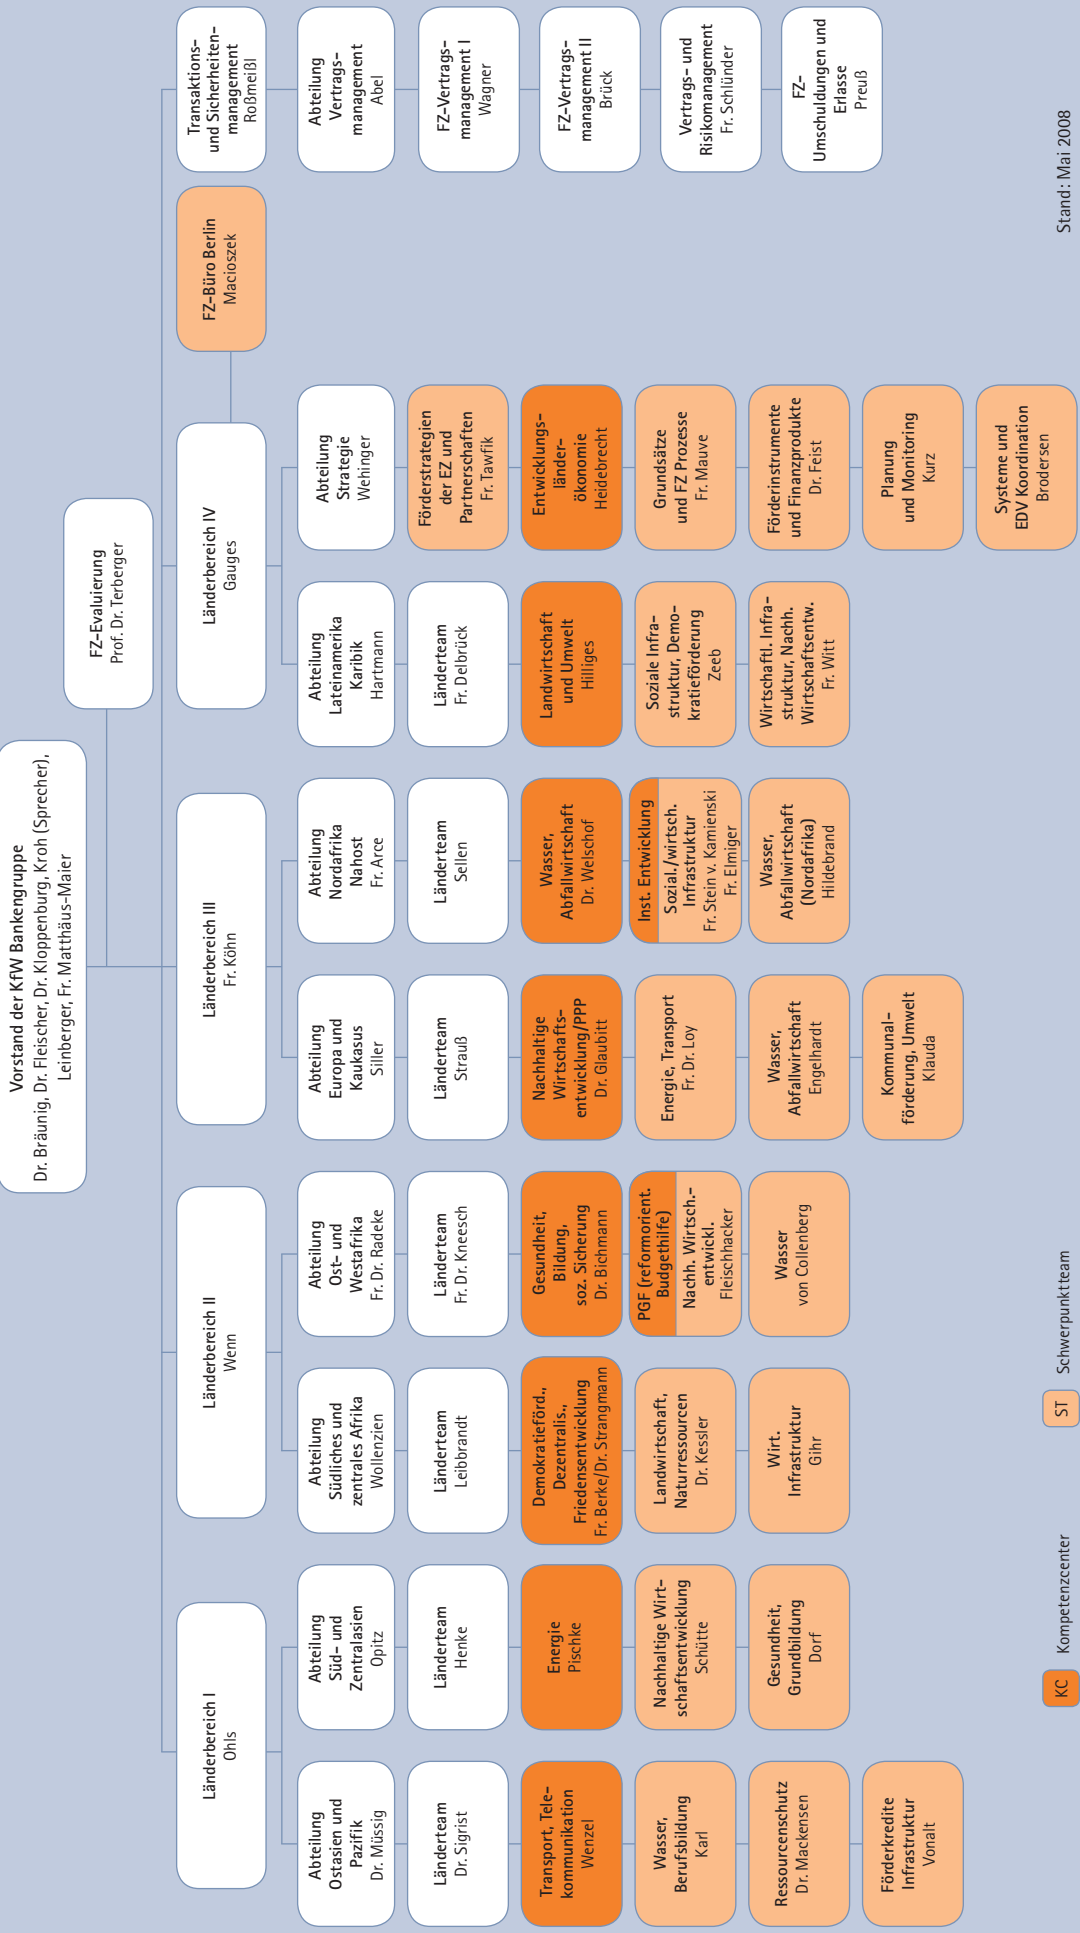 Vorstand der KfW Bankengruppe
Dr. Bräunig, Dr. Fleischer, Dr. Kloppenburg, Kroh (Sprecher),
Leinberger, Fr. Matthäus-Maier
FZ-Evaluierung
Prof. Dr. Terberger
Länderbereich I
Ohls
Länderbereich II
Wenn
Länderbereich III
Fr. Köhn
Länderbereich IV
Gauges
FZ-Büro Berlin
Macioszek
Transaktions-
und Sicherheiten-
management
Roßmeißl
Abteilung
Ostasien und
Pazifik
Dr. Müssig
Länderteam
Dr. Sigrist
Transport, Tele-
kommunikation
Wenzel
Wasser,
Berufsbildung
Karl
Ressourcenschutz
Dr. Mackensen
Förderkredite
Infrastruktur
Vonalt
Abteilung
Süd- und
Zentralasien
Opitz
Länderteam
Henke
Energie
Pischke
Nachhaltige Wirt-
schaftsentwicklung
Schütte
Gesundheit,
Grundbildung
Dorf
Abteilung
Südliches und
zentrales Afrika
Wollenzien
Länderteam
Leibbrandt
Demokratieförd.,
Dezentralis.,
Friedensentwicklung
Fr. Berke/Dr. Strangmann
Landwirtschaft,
Naturressourcen
Dr. Kessler
Wirt.
Infrastruktur
Gihr
Abteilung
Ost- und
Westafrika
Fr. Dr. Radeke
Länderteam
Fr. Dr. Kneesch
Gesundheit,
Bildung,
soz. Sicherung
Dr. Bichmann
PGF (reformorient.
Budgethilfe)
Nachh. Wirtsch.-
entwickl.
Fleischhacker
Wasser
von Collenberg
Abteilung
Europa und
Kaukasus
Siller
Länderteam
Strauß
Nachhaltige
Wirtschafts-
entwicklung/PPP
Dr. Glaubitt
Energie, Transport
Fr. Dr. Loy
Wasser,
Abfallwirtschaft
Engelhardt
Kommunal-
förderung, Umwelt
Klauda
Abteilung
Nordafrika
Nahost
Fr. Arce
Länderteam
Sellen
Wasser,
Abfallwirtschaft
Dr. Welschof
Inst. Entwicklung
Sozial./wirtsch.
Infrastruktur
Fr. Stein v. Kamienski
Fr. Elmiger
Wasser,
Abfallwirtschaft
(Nordafrika)
Hildebrand
Abteilung
Lateinamerika
Karibik
Hartmann
Länderteam
Fr. Delbrück
Landwirtschaft
und Umwelt
Hilliges
Soziale Infra-
struktur, Demo-
kratieförderung
Zeeb
Wirtschaftl. Infra-
struktur, Nachh.
Wirtschaftsentw.
Fr. Witt
Abteilung
Strategie
Wehinger
Förderstrategien
der EZ und
Partnerschaften
Fr. Tawfik
Entwicklungs-
länder-
ökonomie
Heidebrecht
Grundsätze
und FZ Prozesse
Fr. Mauve
Förderinstrumente
und Finanzprodukte
Dr. Feist
Planung
und Monitoring
Kurz
Systeme und
EDV Koordination
Brodersen
Abteilung
Vertrags-
management
Abel
FZ-Vertrags-
management I
Wagner
FZ-Vertrags-
management II
Brück
Vertrags- und
Risikomanagement
Fr. Schlünder
FZ-
Umschuldungen und
Erlasse
Preuß
KC Kompetenzcenter
ST Schwerpunktteam
Stand: Mai 2008